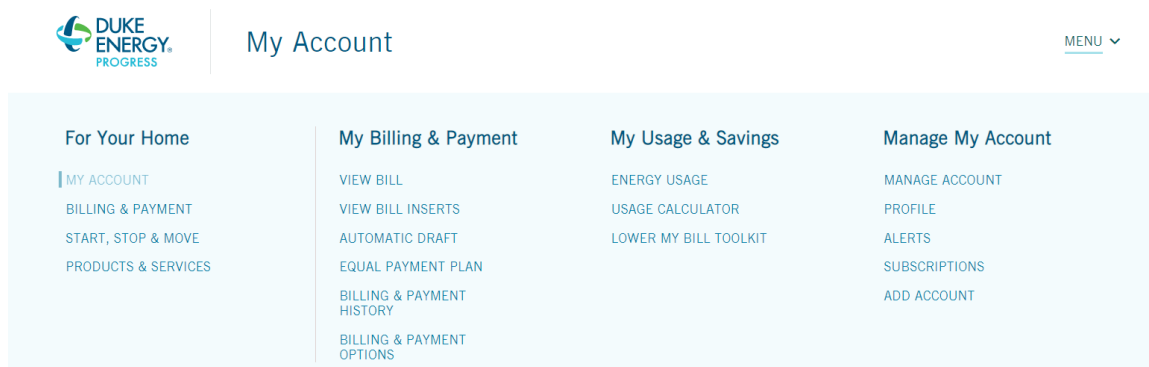 DUKE
ENERGY®
PROGRESS
My Account
MENU
For Your Home
MY ACCOUNT
BILLING & PAYMENT
START, STOP & MOVE
PRODUCTS & SERVICES
My Billing & Payment
VIEW BILL
VIEW BILL INSERTS
AUTOMATIC DRAFT
EQUAL PAYMENT PLAN
BILLING & PAYMENT
HISTORY
BILLING & PAYMENT
OPTIONS
My Usage & Savings
ENERGY USAGE
USAGE CALCULATOR
LOWER MY BILL TOOLKIT
Manage My Account
MANAGE ACCOUNT
PROFILE
ALERTS
SUBSCRIPTIONS
ADD ACCOUNT